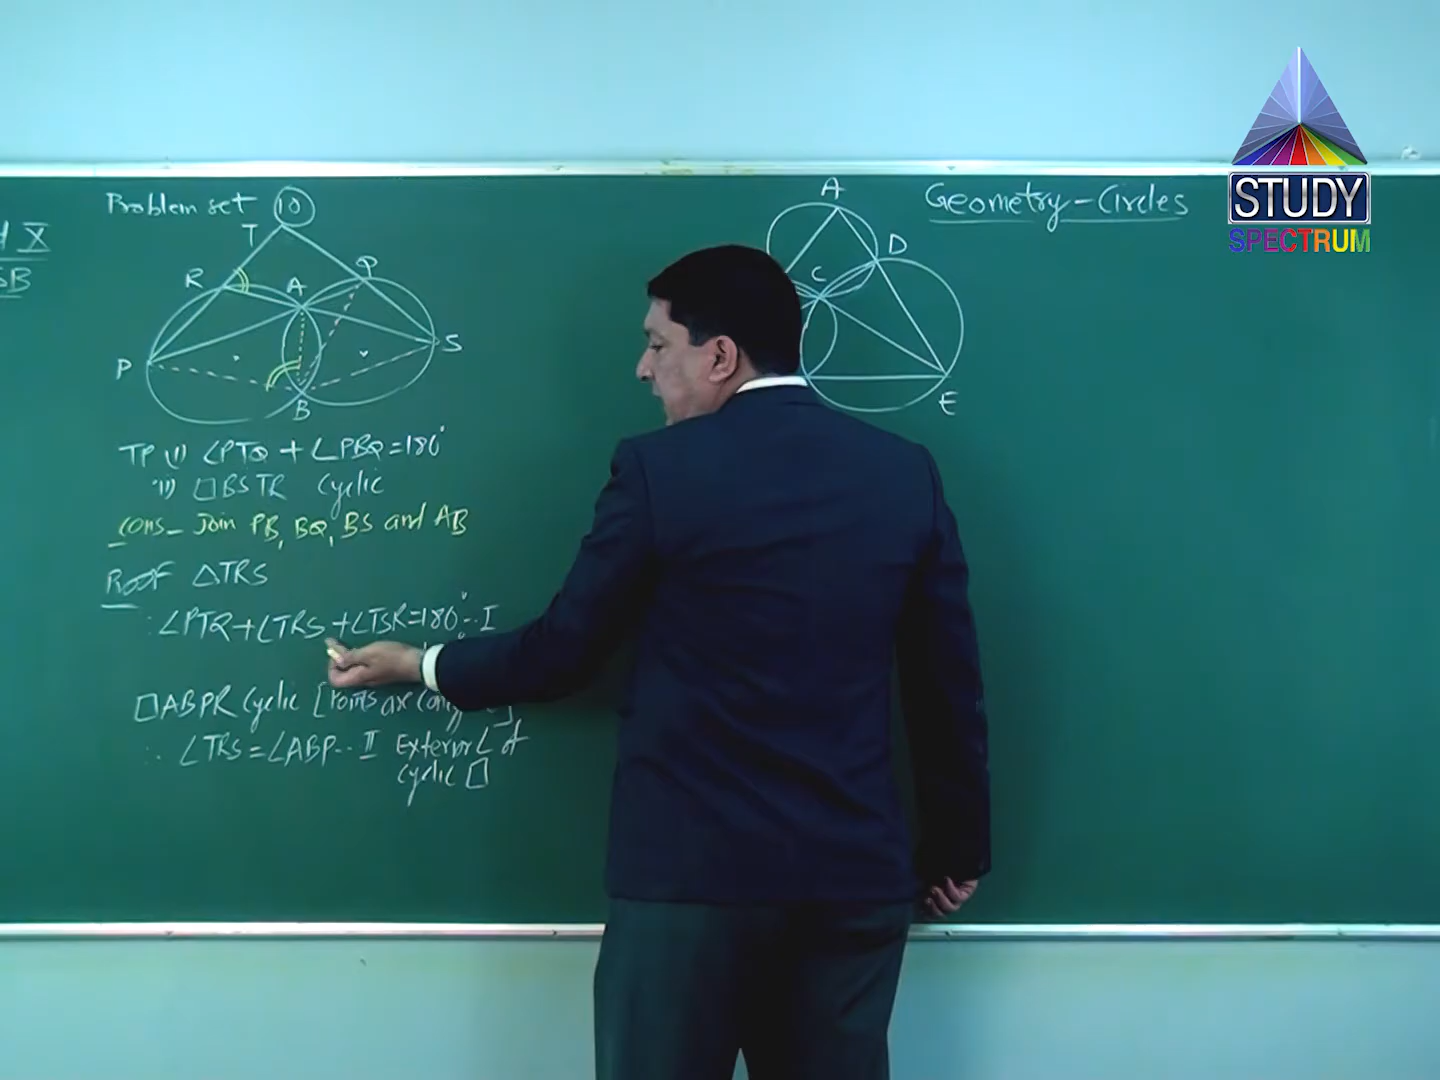 X
SB
Problem set 10
T
R
A
Q
P
S
B
TP (i) ∠PTQ + ∠PBQ = 180°
ii) □BSTR cyclic
Cons - Join PB, BQ, BS and AB
Proof △TRS
∴ ∠PTQ + ∠TRS + ∠TSR = 180° .. I
□ABPR cyclic [Points are
∴ ∠TRS = ∠ABP .. II Exterior ∠ of
cyclic □
A
D
C
E
Geometry - Circles
STUDY
SPECTRUM